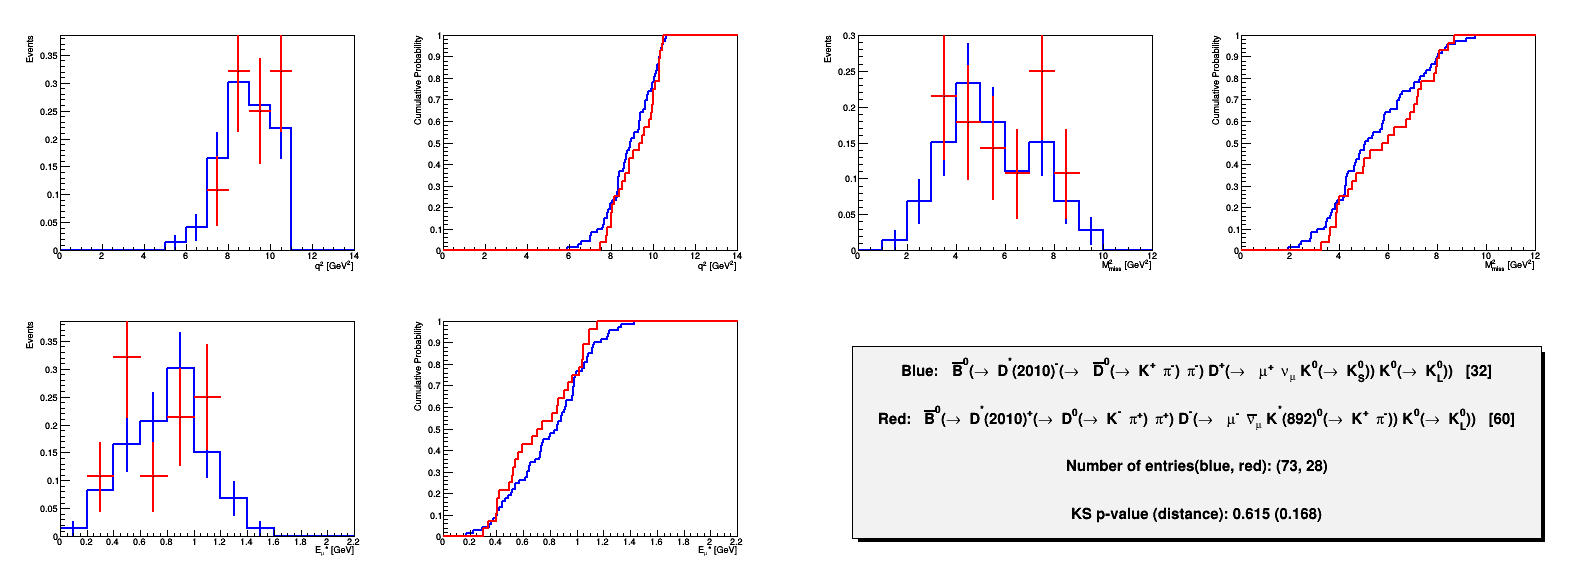 Events
0.35
0.3
0.25
0.2
0.15
0.1
0.05
0
0 2 4 6 8 10 12 14
q² [GeV²]
Cumulative Probability
1
0.9
0.8
0.7
0.6
0.5
0.4
0.3
0.2
0.1
0
0 2 4 6 8 10 12 14
q² [GeV²]
Events
0.3
0.25
0.2
0.15
0.1
0.05
0
0 2 4 6 8 10 12
M²miss [GeV²]
Cumulative Probability
1
0.9
0.8
0.7
0.6
0.5
0.4
0.3
0.2
0.1
0
0 2 4 6 8 10 12
M²miss [GeV²]
Events
0.35
0.3
0.25
0.2
0.15
0.1
0.05
0
0 0.2 0.4 0.6 0.8 1 1.2 1.4 1.6 1.8 2 2.2
Eμ* [GeV]
Cumulative Probability
1
0.9
0.8
0.7
0.6
0.5
0.4
0.3
0.2
0.1
0
0 0.2 0.4 0.6 0.8 1 1.2 1.4 1.6 1.8 2 2.2
Eμ* [GeV]
Blue: B̅⁰(→ D*(2010)⁻(→ D̅⁰(→ K⁺ π⁻) π⁻) D⁺(→ μ⁺ νμ K⁰(→ K⁰S)) K⁰(→ K⁰L)) [32]
Red: B̅⁰(→ D*(2010)⁺(→ D⁰(→ K⁻ π⁺) π⁺) D⁻(→ μ⁻ ν̅μ K*(892)⁰(→ K⁺ π⁻)) K⁰(→ K⁰L)) [60]
Number of entries(blue, red): (73, 28)
KS p-value (distance): 0.615 (0.168)